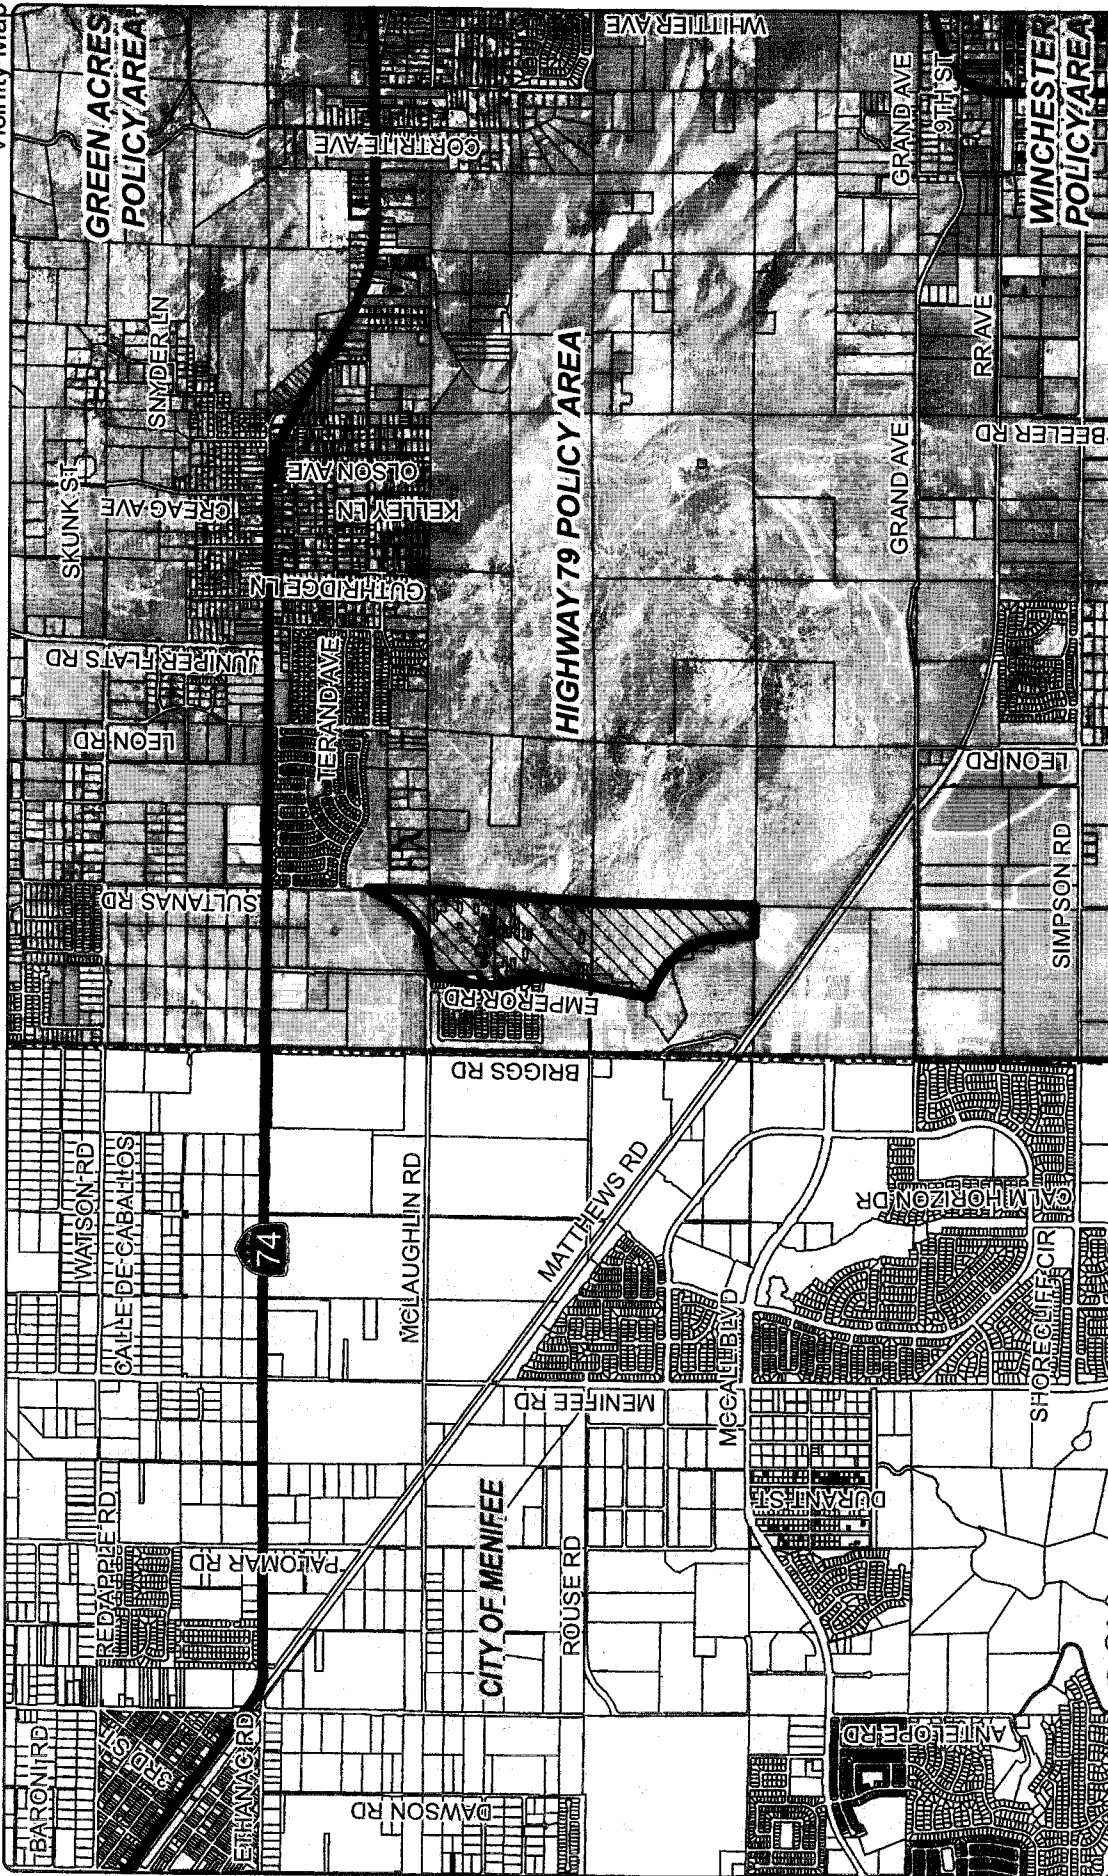 Vicinity Map
GREEN ACRES
POLICY AREA
WHITTIER AVE
CORTRITE AVE
GRAND AVE
9TH ST
WINCHESTER
POLICY AREA
SNYDER LN
SKUNK ST
CREAG AVE
OLSON AVE
KELLEY LN
GUTHRIDGE LN
HIGHWAY 79 POLICY AREA
RR AVE
BEELER RD
GRAND AVE
JUNIPER FLATS RD
LEON RD
TERAND AVE
LEON RD
SULTANAS RD
SIMPSON RD
EMPEROR RD
BRIGGS RD
WATSON RD
CALLE DE CABALLOS
74
MCLAUGHLIN RD
MATTHEWS RD
CALM HORIZON DR
SHORECLIFF CIR
MCCALL BLVD
MENIFEE RD
RED APPLE RD
PALOMAR RD
CITY OF MENIFEE
ROUSE RD
DURANT ST
BARONI RD
3RD ST
ETHANAC RD
DAWSON RD
ANTELOPE RD